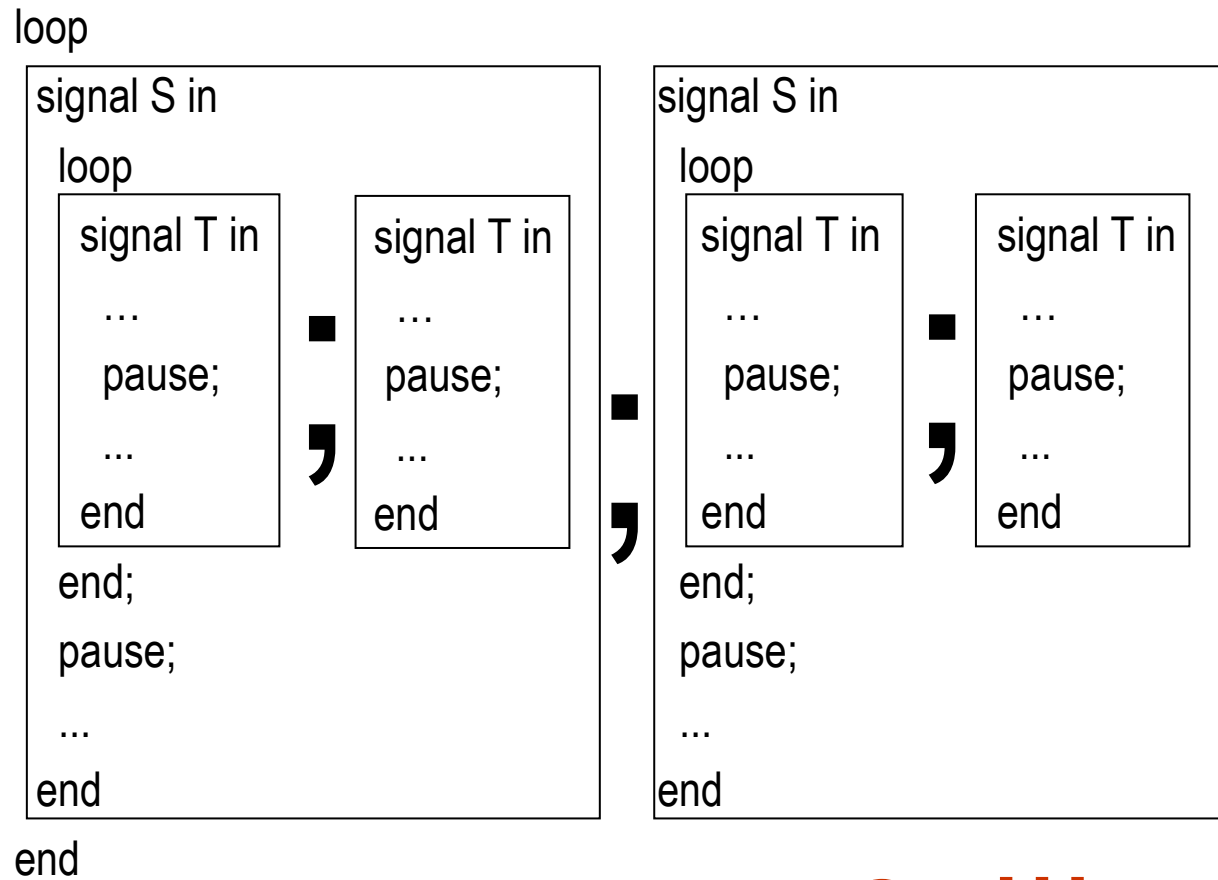 loop
signal S in
loop
signal T in
…
pause;
...
end
;
signal T in
…
pause;
...
end
end;
pause;
...
end
;
signal S in
loop
signal T in
…
pause;
...
end
;
signal T in
…
pause;
...
end
end;
pause;
...
end
end